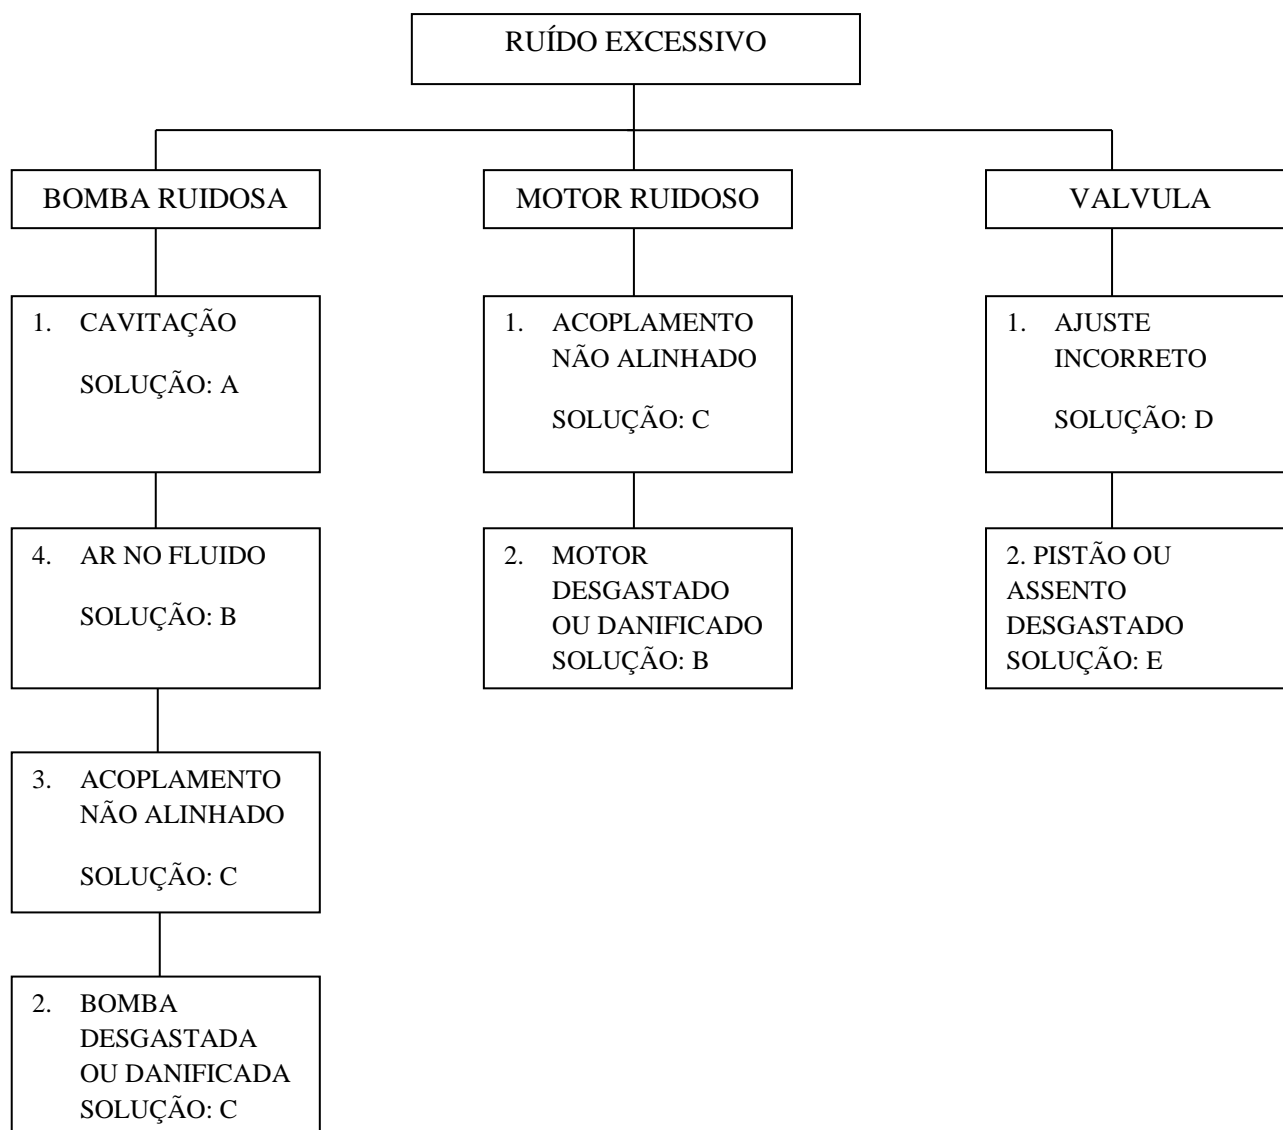 RUÍDO EXCESSIVO
BOMBA RUIDOSA
MOTOR RUIDOSO
VALVULA
1. CAVITAÇÃO
SOLUÇÃO: A
1. ACOPLAMENTO
NÃO ALINHADO
SOLUÇÃO: C
1. AJUSTE
INCORRETO
SOLUÇÃO: D
4. AR NO FLUIDO
SOLUÇÃO: B
2. MOTOR
DESGASTADO
OU DANIFICADO
SOLUÇÃO: B
2. PISTÃO OU
ASSENTO
DESGASTADO
SOLUÇÃO: E
3. ACOPLAMENTO
NÃO ALINHADO
SOLUÇÃO: C
2. BOMBA
DESGASTADA
OU DANIFICADA
SOLUÇÃO: C